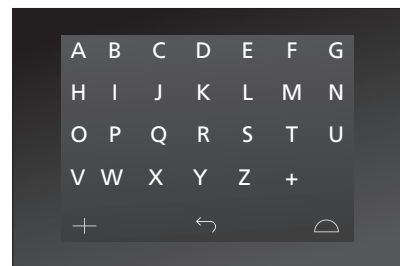 A B C D E F G
H I J K L M N
O P Q R S T U
V W X Y Z +